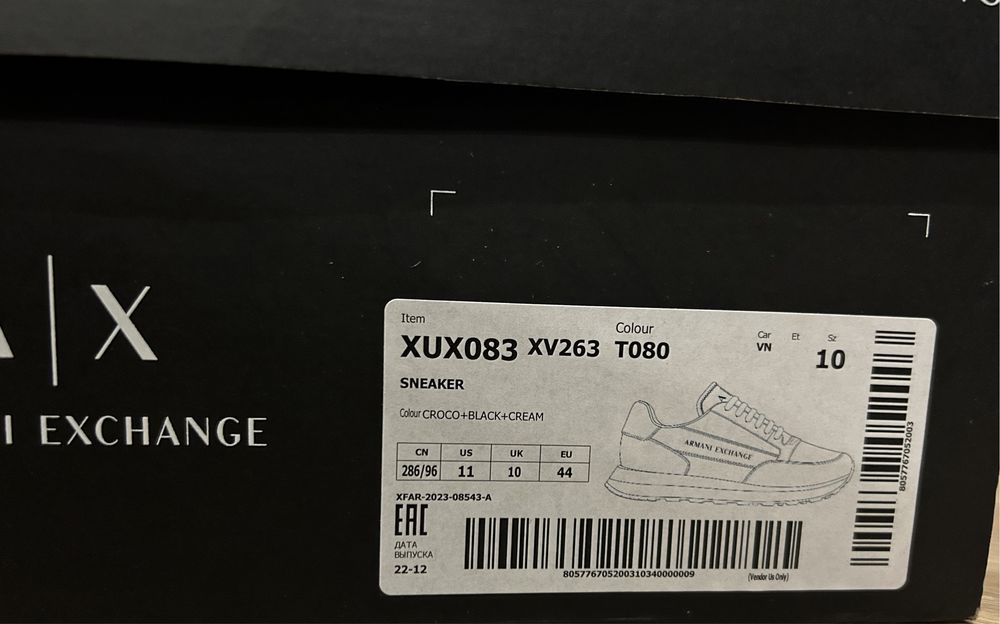 X
I EXCHANGE
Item
Colour
Car
Et
Sz
XUX083 XV263 T080
VN
10
SNEAKER
Colour CROCO+BLACK+CREAM
CN US UK EU
286/96 11 10 44
XFAR-2023-08543-A
EAC
ДАТА
ВЫПУСКА
22-12
ARMANI EXCHANGE
805776705200310340000009
(Vendor Us Only)
8057767052003